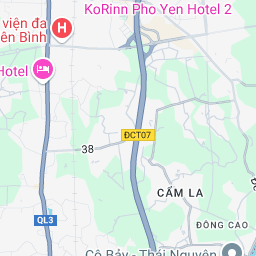 KoRinn Pho Yen Hotel 2
viện đa
ên Bình
Hotel
ĐCT07
38
CẨM LA
QL3
ĐÔNG CAO
Cô Bảy - Thái Nguyên